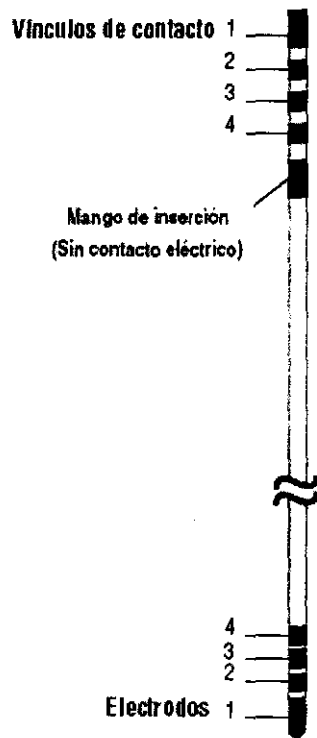 Vínculos de contacto 1
2
3
4
Mango de inserción
(Sin contacto eléctrico)
4
3
2
Electrodos 1